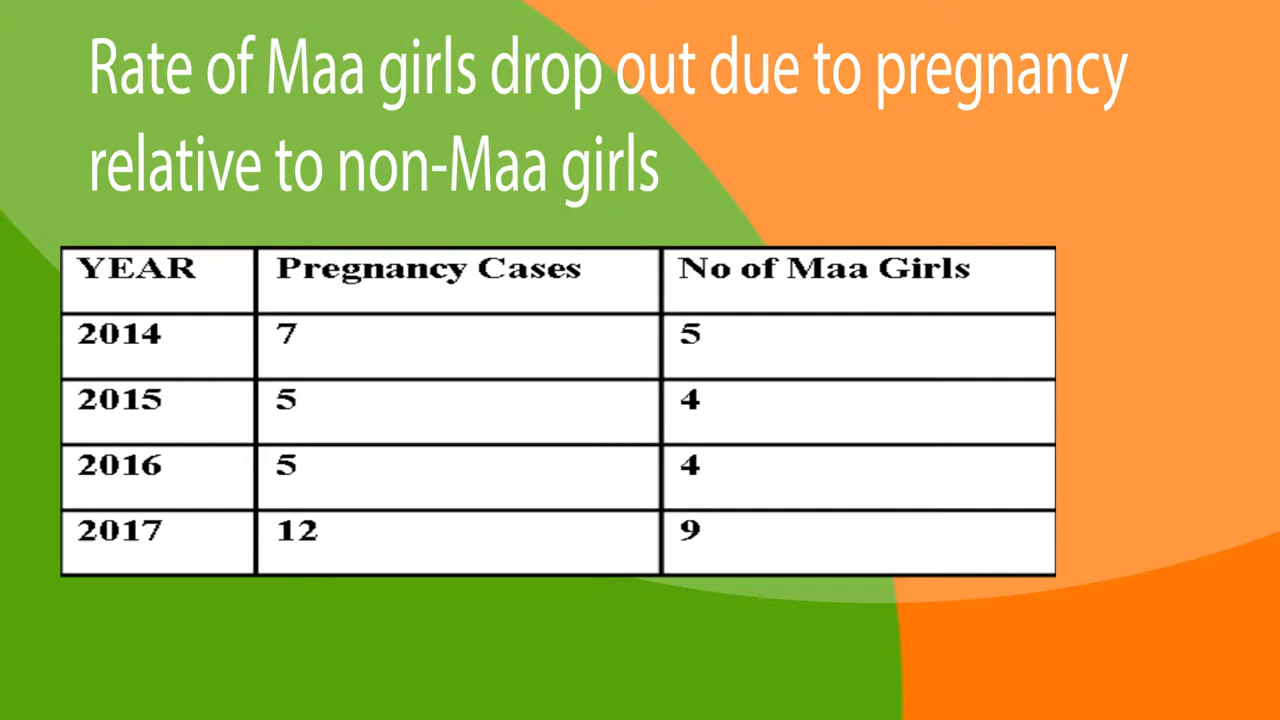 Rate of Maa girls drop out due to pregnancy
relative to non-Maa girls
YEAR Pregnancy Cases No of Maa Girls
2014 7 5
2015 5 4
2016 5 4
2017 12 9